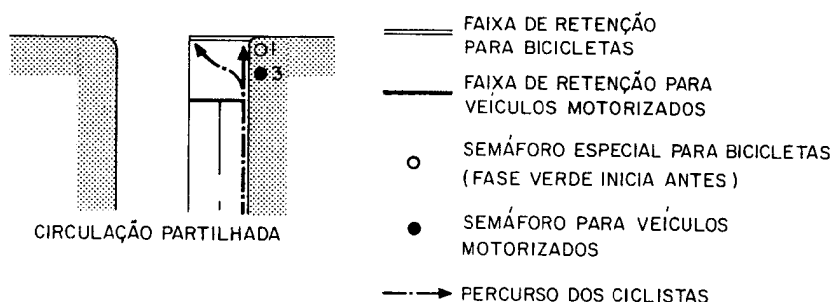 1
3
CIRCULAÇÃO PARTILHADA
FAIXA DE RETENÇÃO
PARA BICICLETAS
FAIXA DE RETENÇÃO PARA
VEÍCULOS MOTORIZADOS
SEMÁFORO ESPECIAL PARA BICICLETAS
(FASE VERDE INICIA ANTES)
SEMÁFORO PARA VEÍCULOS
MOTORIZADOS
PERCURSO DOS CICLISTAS